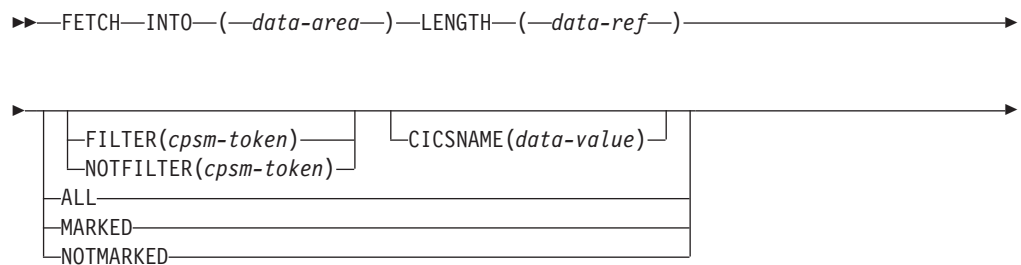 FETCH INTO ( data-area ) LENGTH ( data-ref )
FILTER(cpsm-token) CICSNAME(data-value)
NOTFILTER(cpsm-token)
ALL
MARKED
NOTMARKED